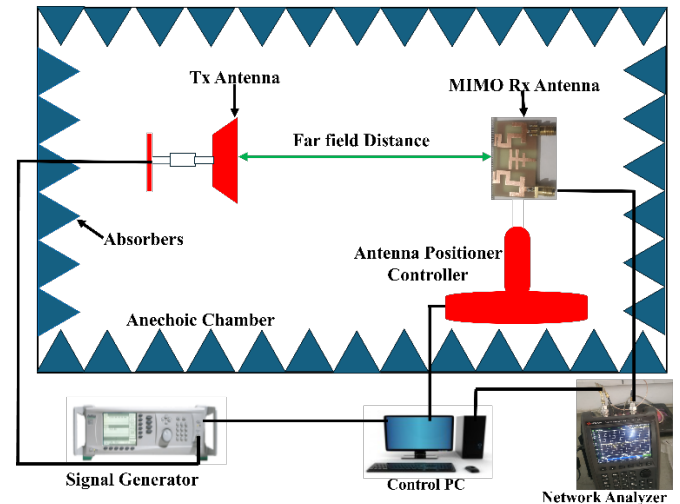 Tx Antenna
MIMO Rx Antenna
Far field Distance
Absorbers
Antenna Positioner
Controller
Anechoic Chamber
Signal Generator
Control PC
Network Analyzer